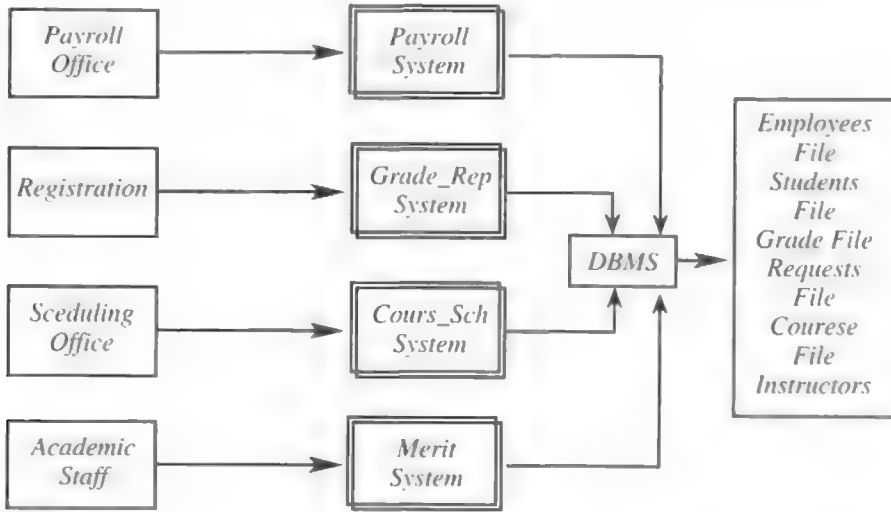 Payroll
Office
Payroll
System
Registration
Grade_Rep
System
Sceduling
Office
Cours_Sch
System
Academic
Staff
Merit
System
DBMS
Employees
File
Students
File
Grade File
Requests
File
Courese
File
Instructors